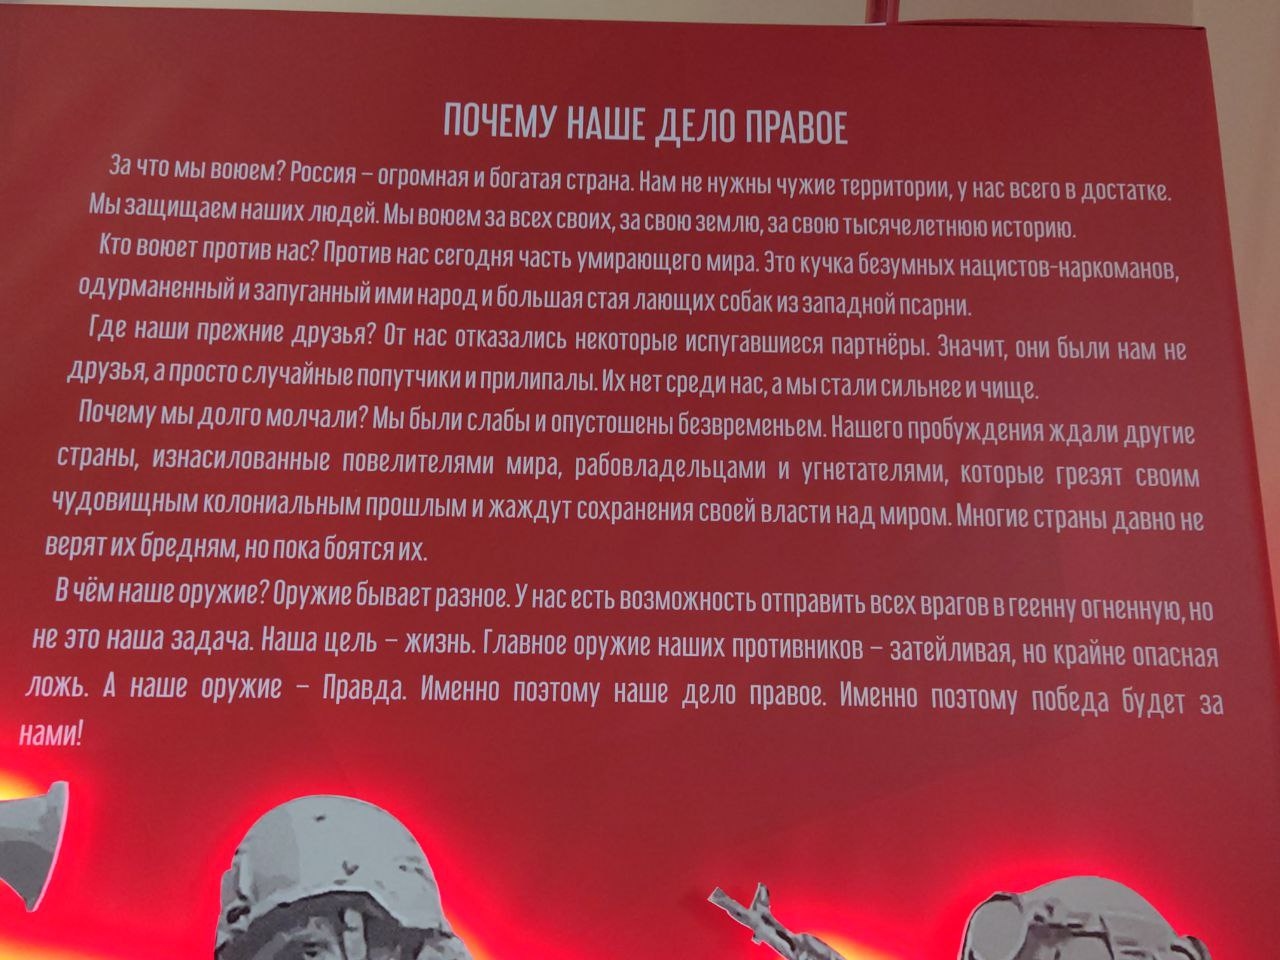 ПОЧЕМУ НАШЕ ДЕЛО ПРАВОЕ
За что мы воюем? Россия – огромная и богатая страна. Нам не нужны чужие территории, у нас всего в достатке.
Мы защищаем наших людей. Мы воюем за всех своих, за свою землю, за свою тысячелетнюю историю.
Кто воюет против нас? Против нас сегодня часть умирающего мира. Это кучка безумных нацистов-наркоманов,
одурманенный и запуганный ими народ и большая стая лающих собак из западной псарни.
Где наши прежние друзья? От нас отказались некоторые испугавшиеся партнёры. Значит, они были нам не
друзья, а просто случайные попутчики и прилипалы. Их нет среди нас, а мы стали сильнее и чище.
Почему мы долго молчали? Мы были слабы и опустошены безвременьем. Нашего пробуждения ждали другие
страны, изнасилованные повелителями мира, рабовладельцами и угнетателями, которые грезят своим
чудовищным колониальным прошлым и жаждут сохранения своей власти над миром. Многие страны давно не
верят их бредням, но пока боятся их.
В чём наше оружие? Оружие бывает разное. У нас есть возможность отправить всех врагов в геенну огненную, но
не это наша задача. Наша цель – жизнь. Главное оружие наших противников – затейливая, но крайне опасная
ложь. А наше оружие – Правда. Именно поэтому наше дело правое. Именно поэтому победа будет за
нами!